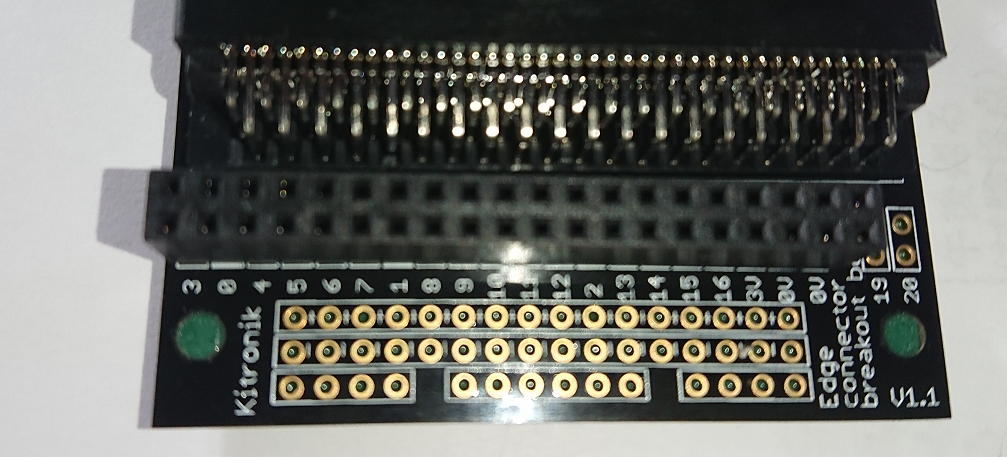 3 0 4 5 6 7 1 8 9 10 11 12 2 13 14 15 16 3V 0V 0V
19
20
Kitronik
Edge
connector
breakout
V1.1